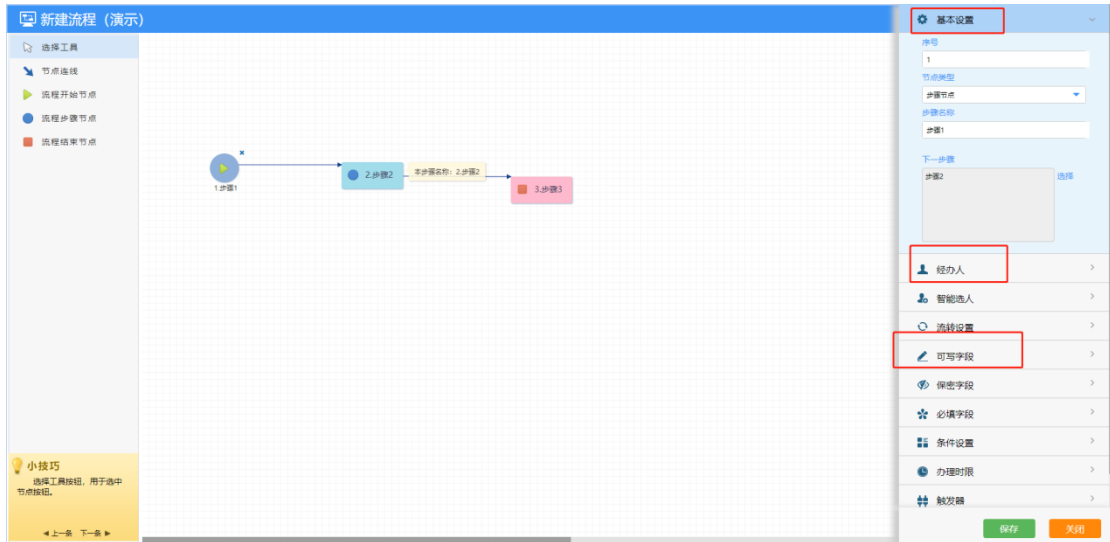 新建流程（演示）
选择工具
节点连线
流程开始节点
流程步骤节点
流程结束节点
1.步骤1
2.步骤2
本步骤名称：2.步骤2
3.步骤3
小技巧
选择工具按钮，用于选中
节点按钮。
◄上一条 下一条►
基本设置
序号
1
节点类型
步骤节点
步骤名称
步骤1
下一步骤
步骤2
选择
经办人
智能选人
流转设置
可写字段
保密字段
必填字段
条件设置
办理时限
触发器
保存
关闭